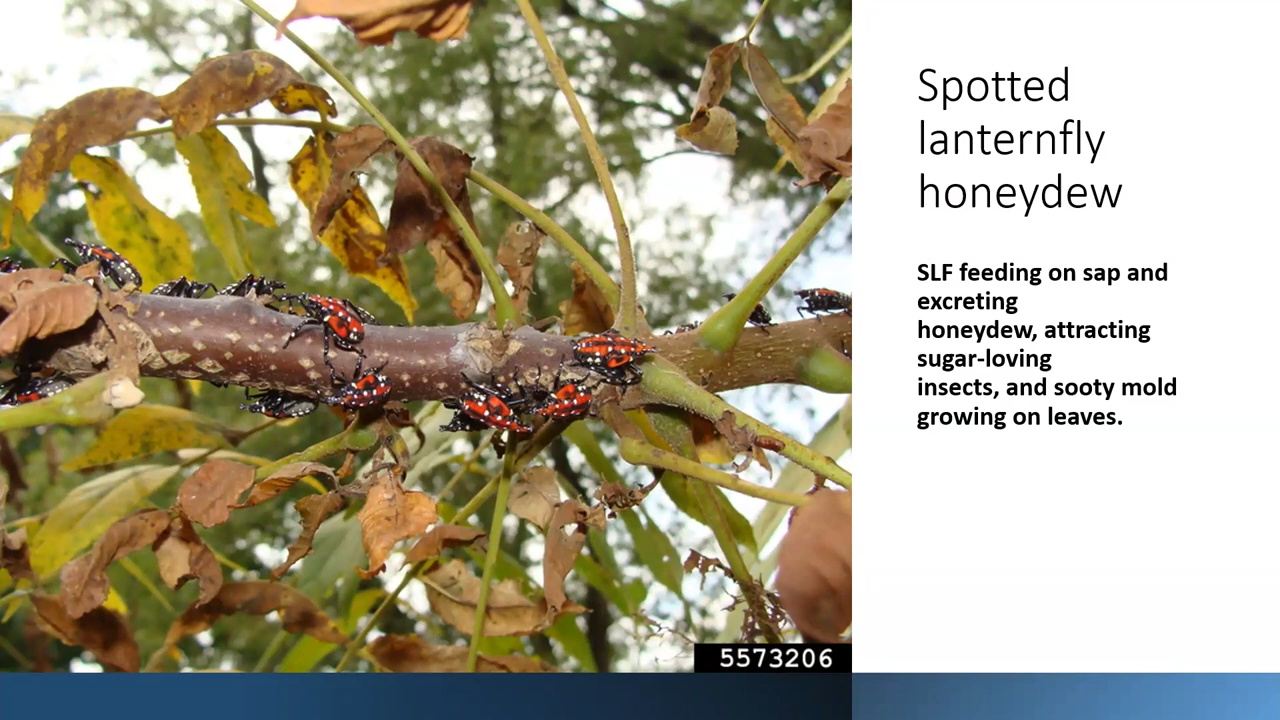 Spotted
lanternfly
honeydew
SLF feeding on sap and
excreting
honeydew, attracting
sugar-loving
insects, and sooty mold
growing on leaves.
5573206